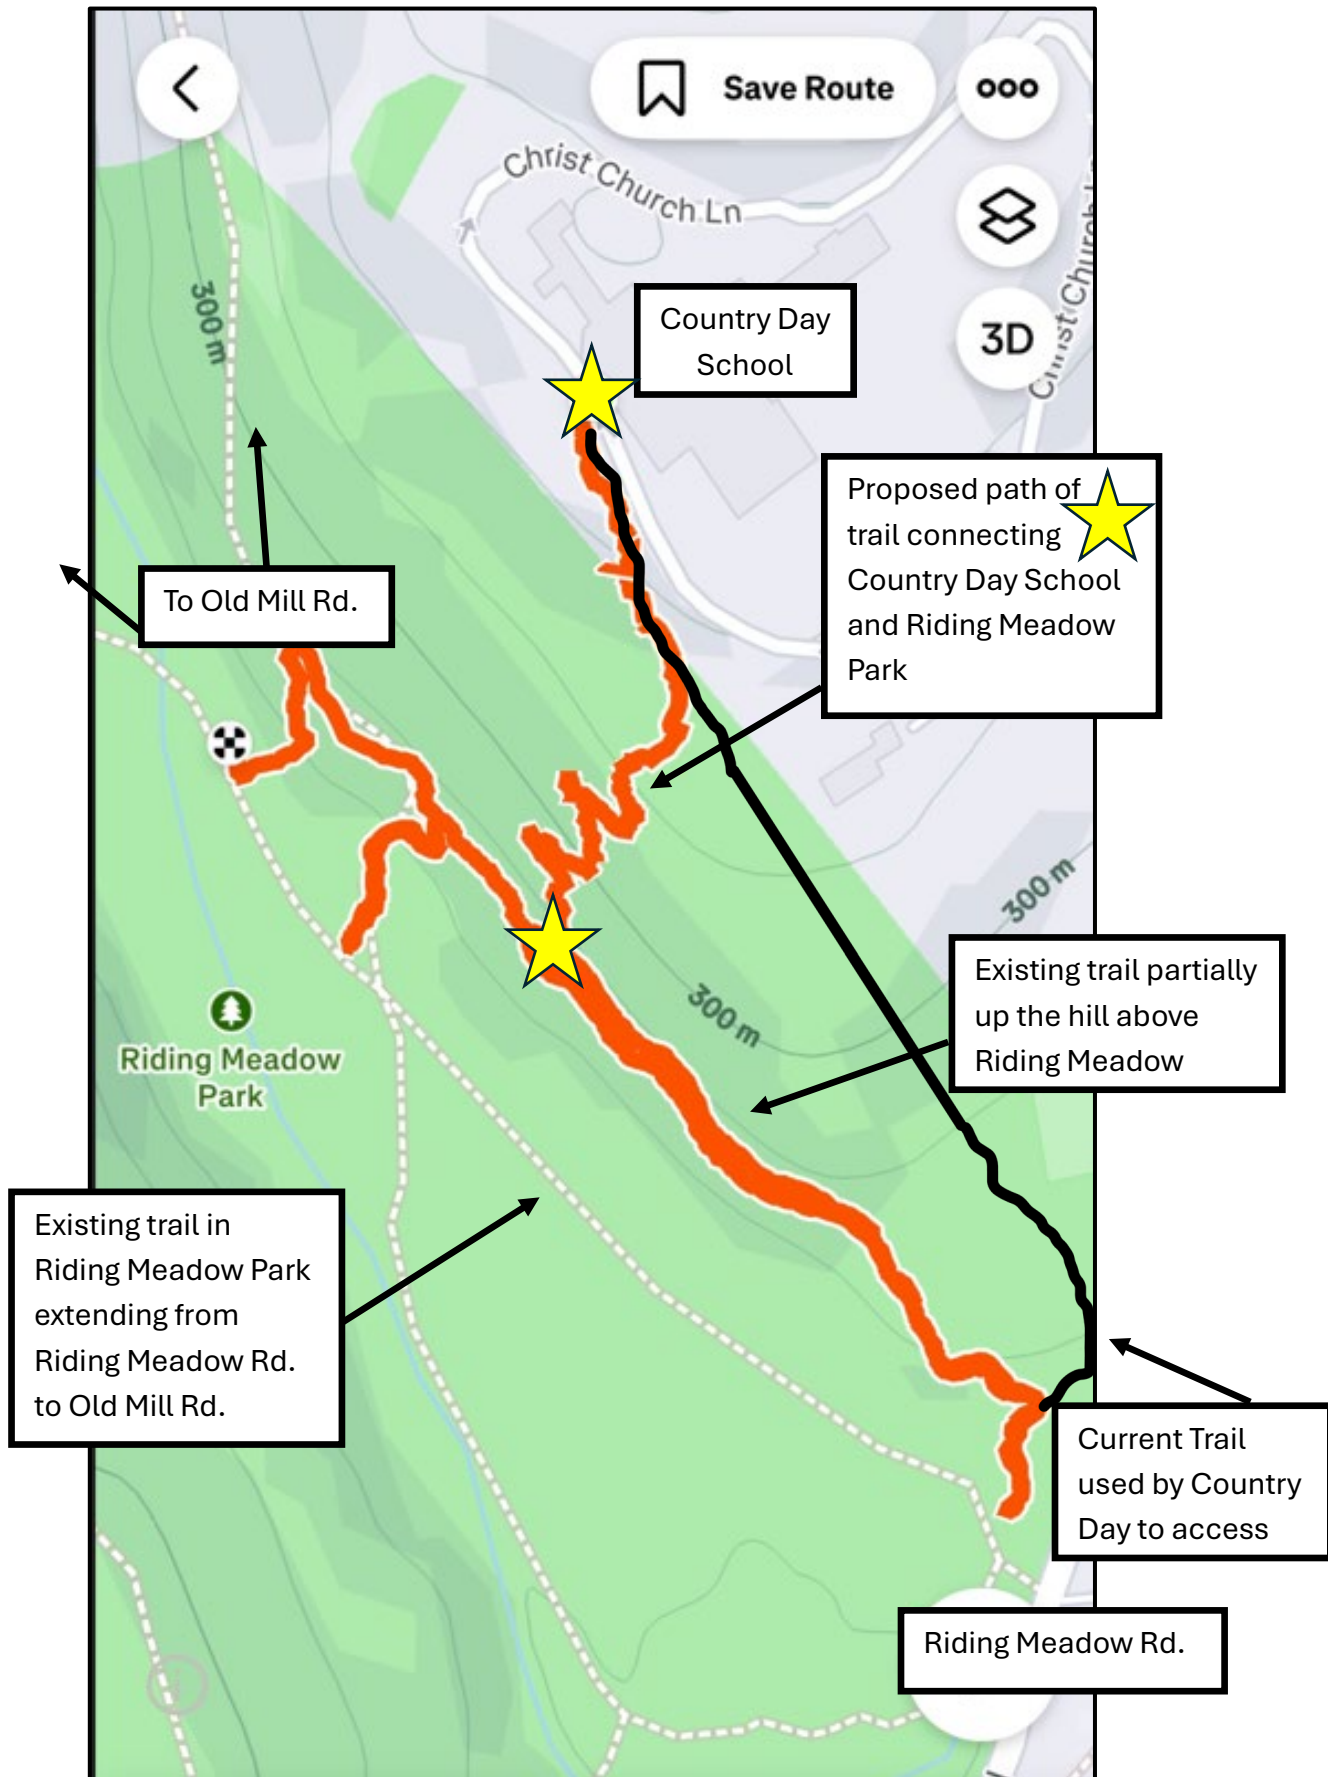 Save Route
Christ Church Ln
Christ Church Ln
3D
300 m
Country Day
School
Proposed path of
trail connecting
Country Day School
and Riding Meadow
Park
To Old Mill Rd.
300 m
Existing trail partially
up the hill above
Riding Meadow
300 m
Riding Meadow
Park
Existing trail in
Riding Meadow Park
extending from
Riding Meadow Rd.
to Old Mill Rd.
Current Trail
used by Country
Day to access
Riding Meadow Rd.